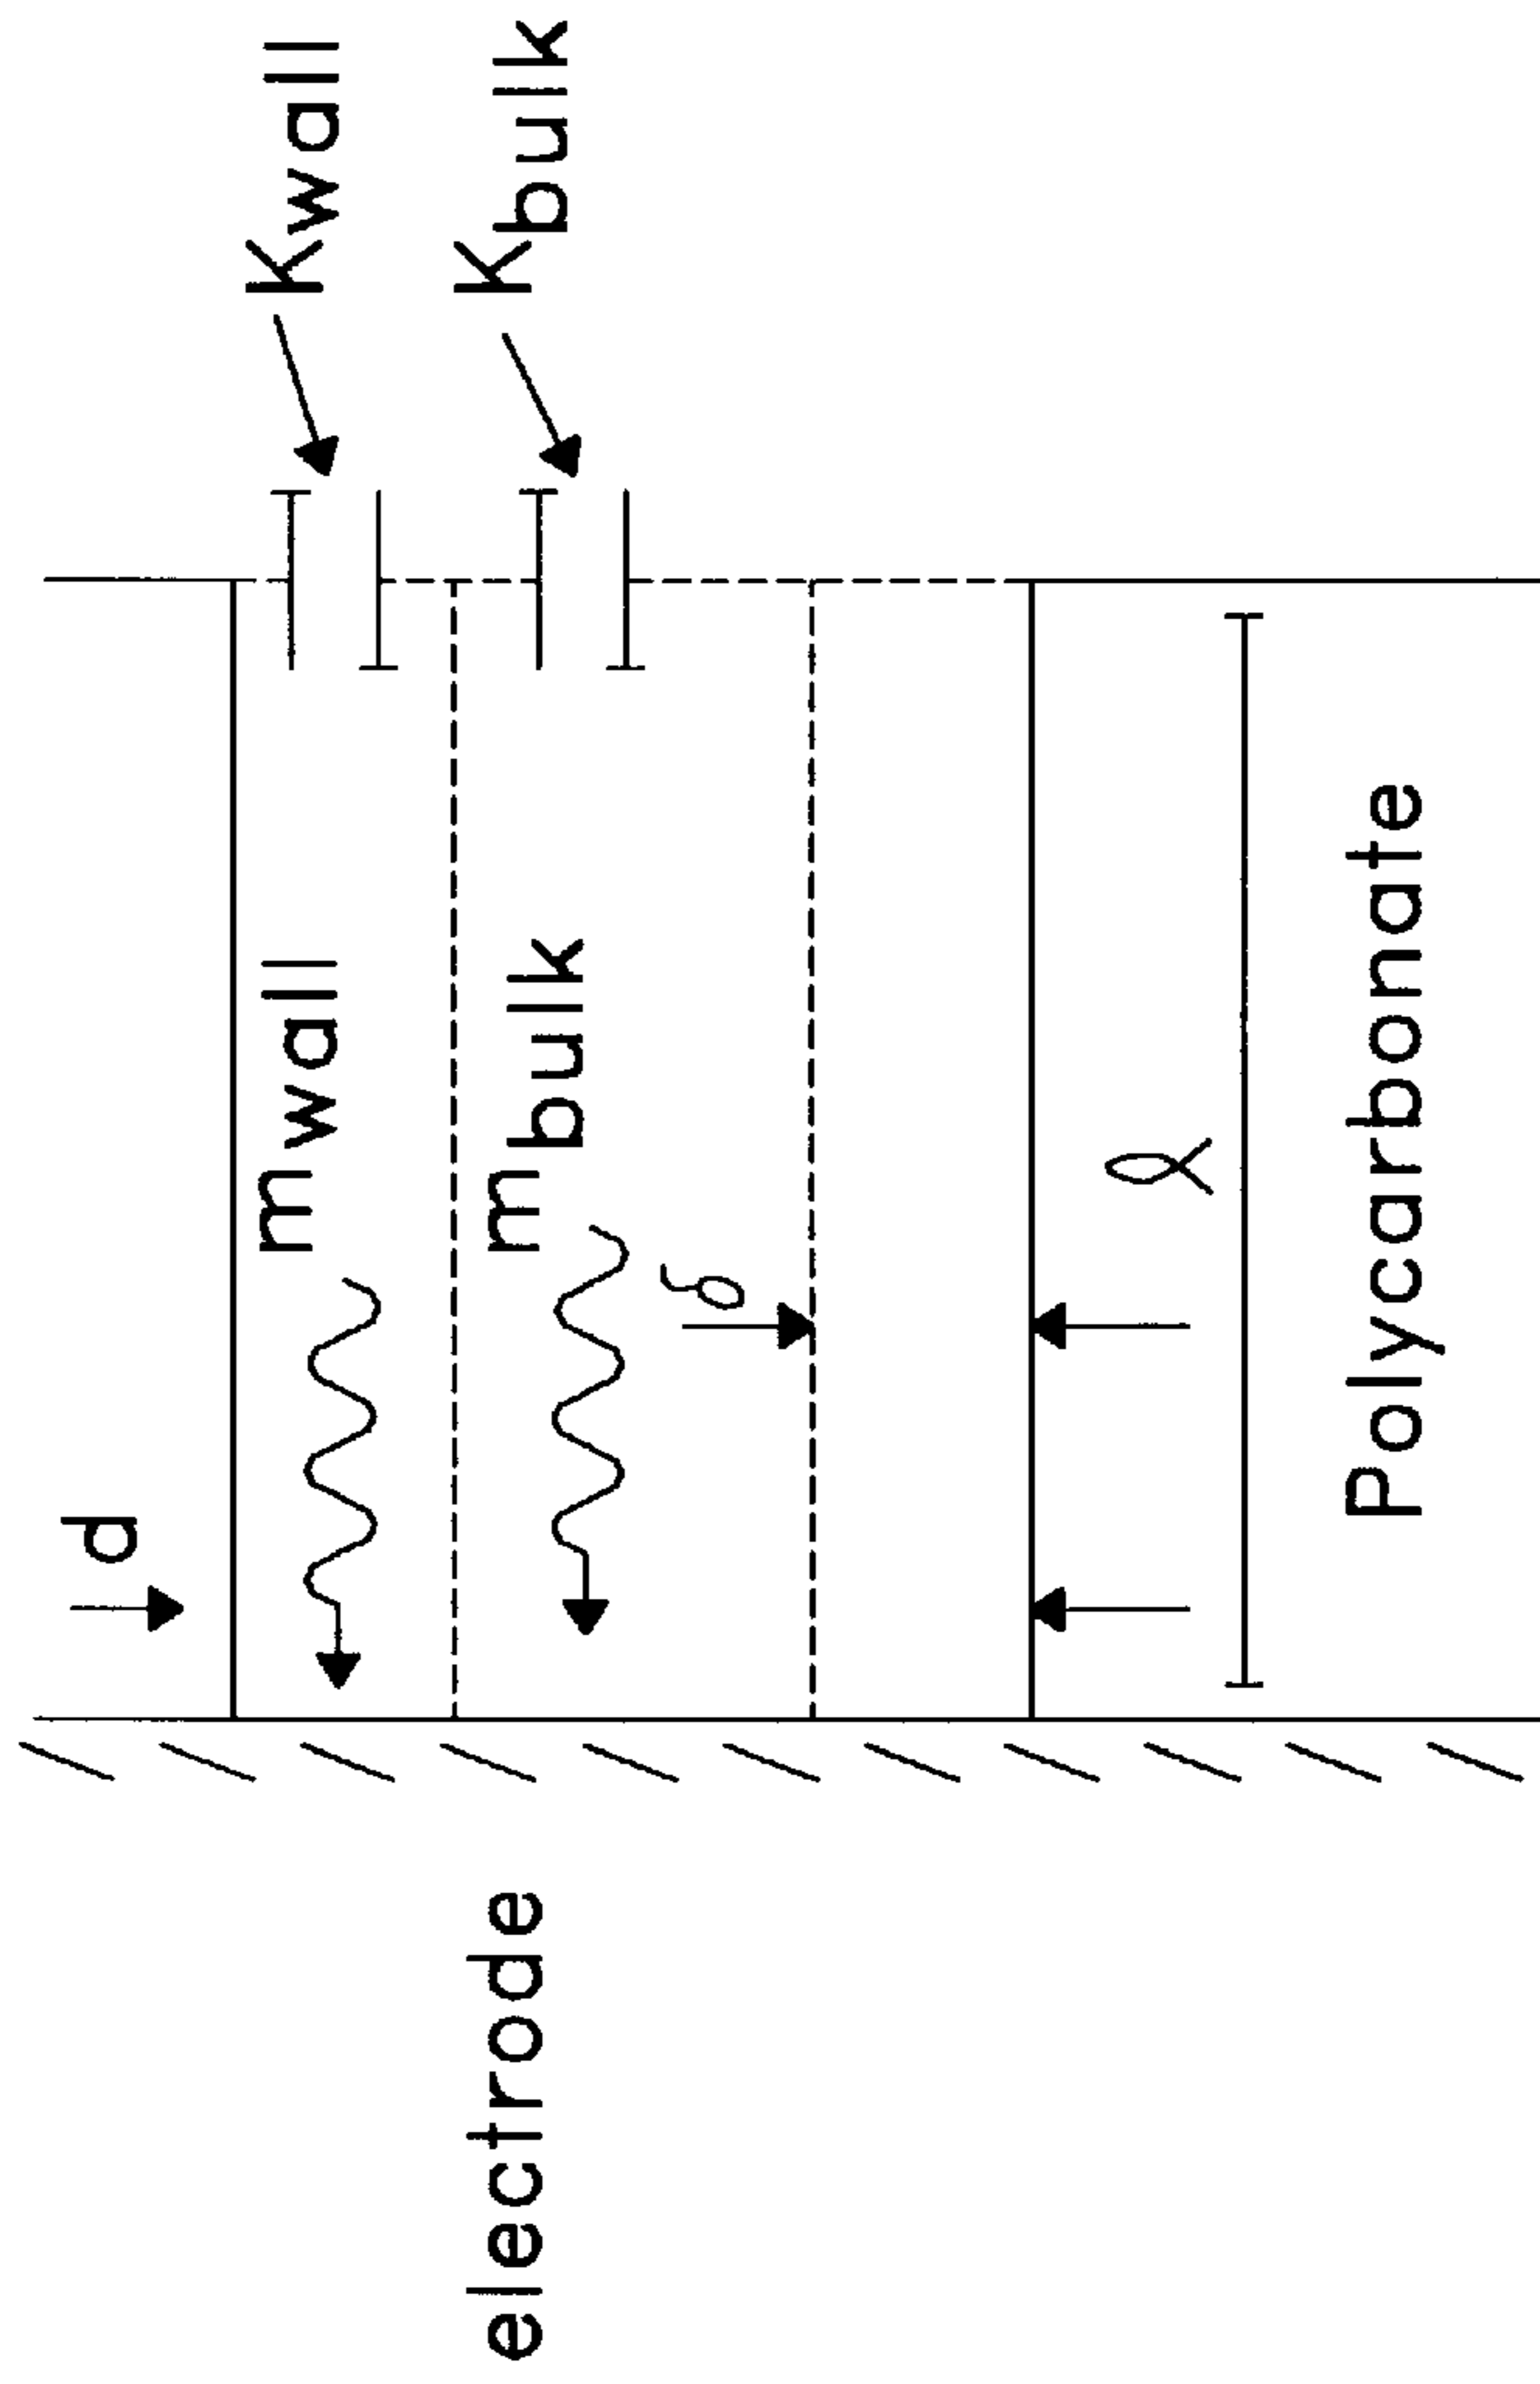 d
mwall
Kwall
mbulk
Kbulk
electrode
δ
ℓ
Polycarbonate